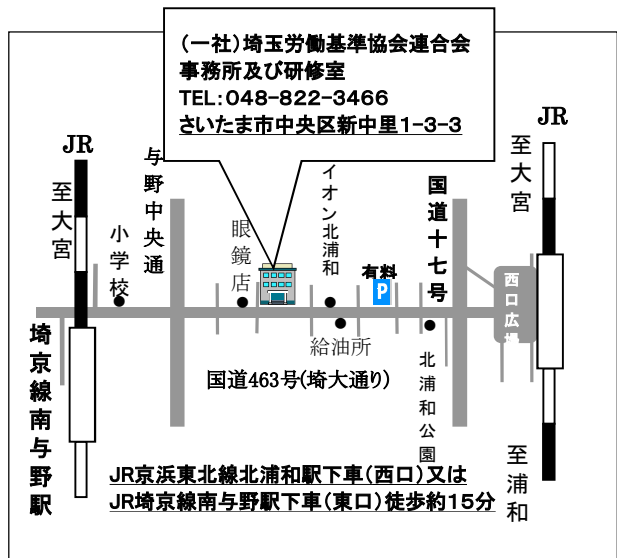 (一社)埼玉労働基準協会連合会
事務所及び研修室
TEL:048-822-3466
さいたま市中央区新中里1-3-3
JR
至大宮
小学校
与野中央通
眼鏡店
イオン北浦和
有料
P
国道十七号
JR
至大宮
西口広場
埼京線南与野駅
給油所
国道463号(埼大通り)
北浦和公園
至浦和
JR京浜東北線北浦和駅下車(西口)又は
JR埼京線南与野駅下車(東口)徒歩約15分